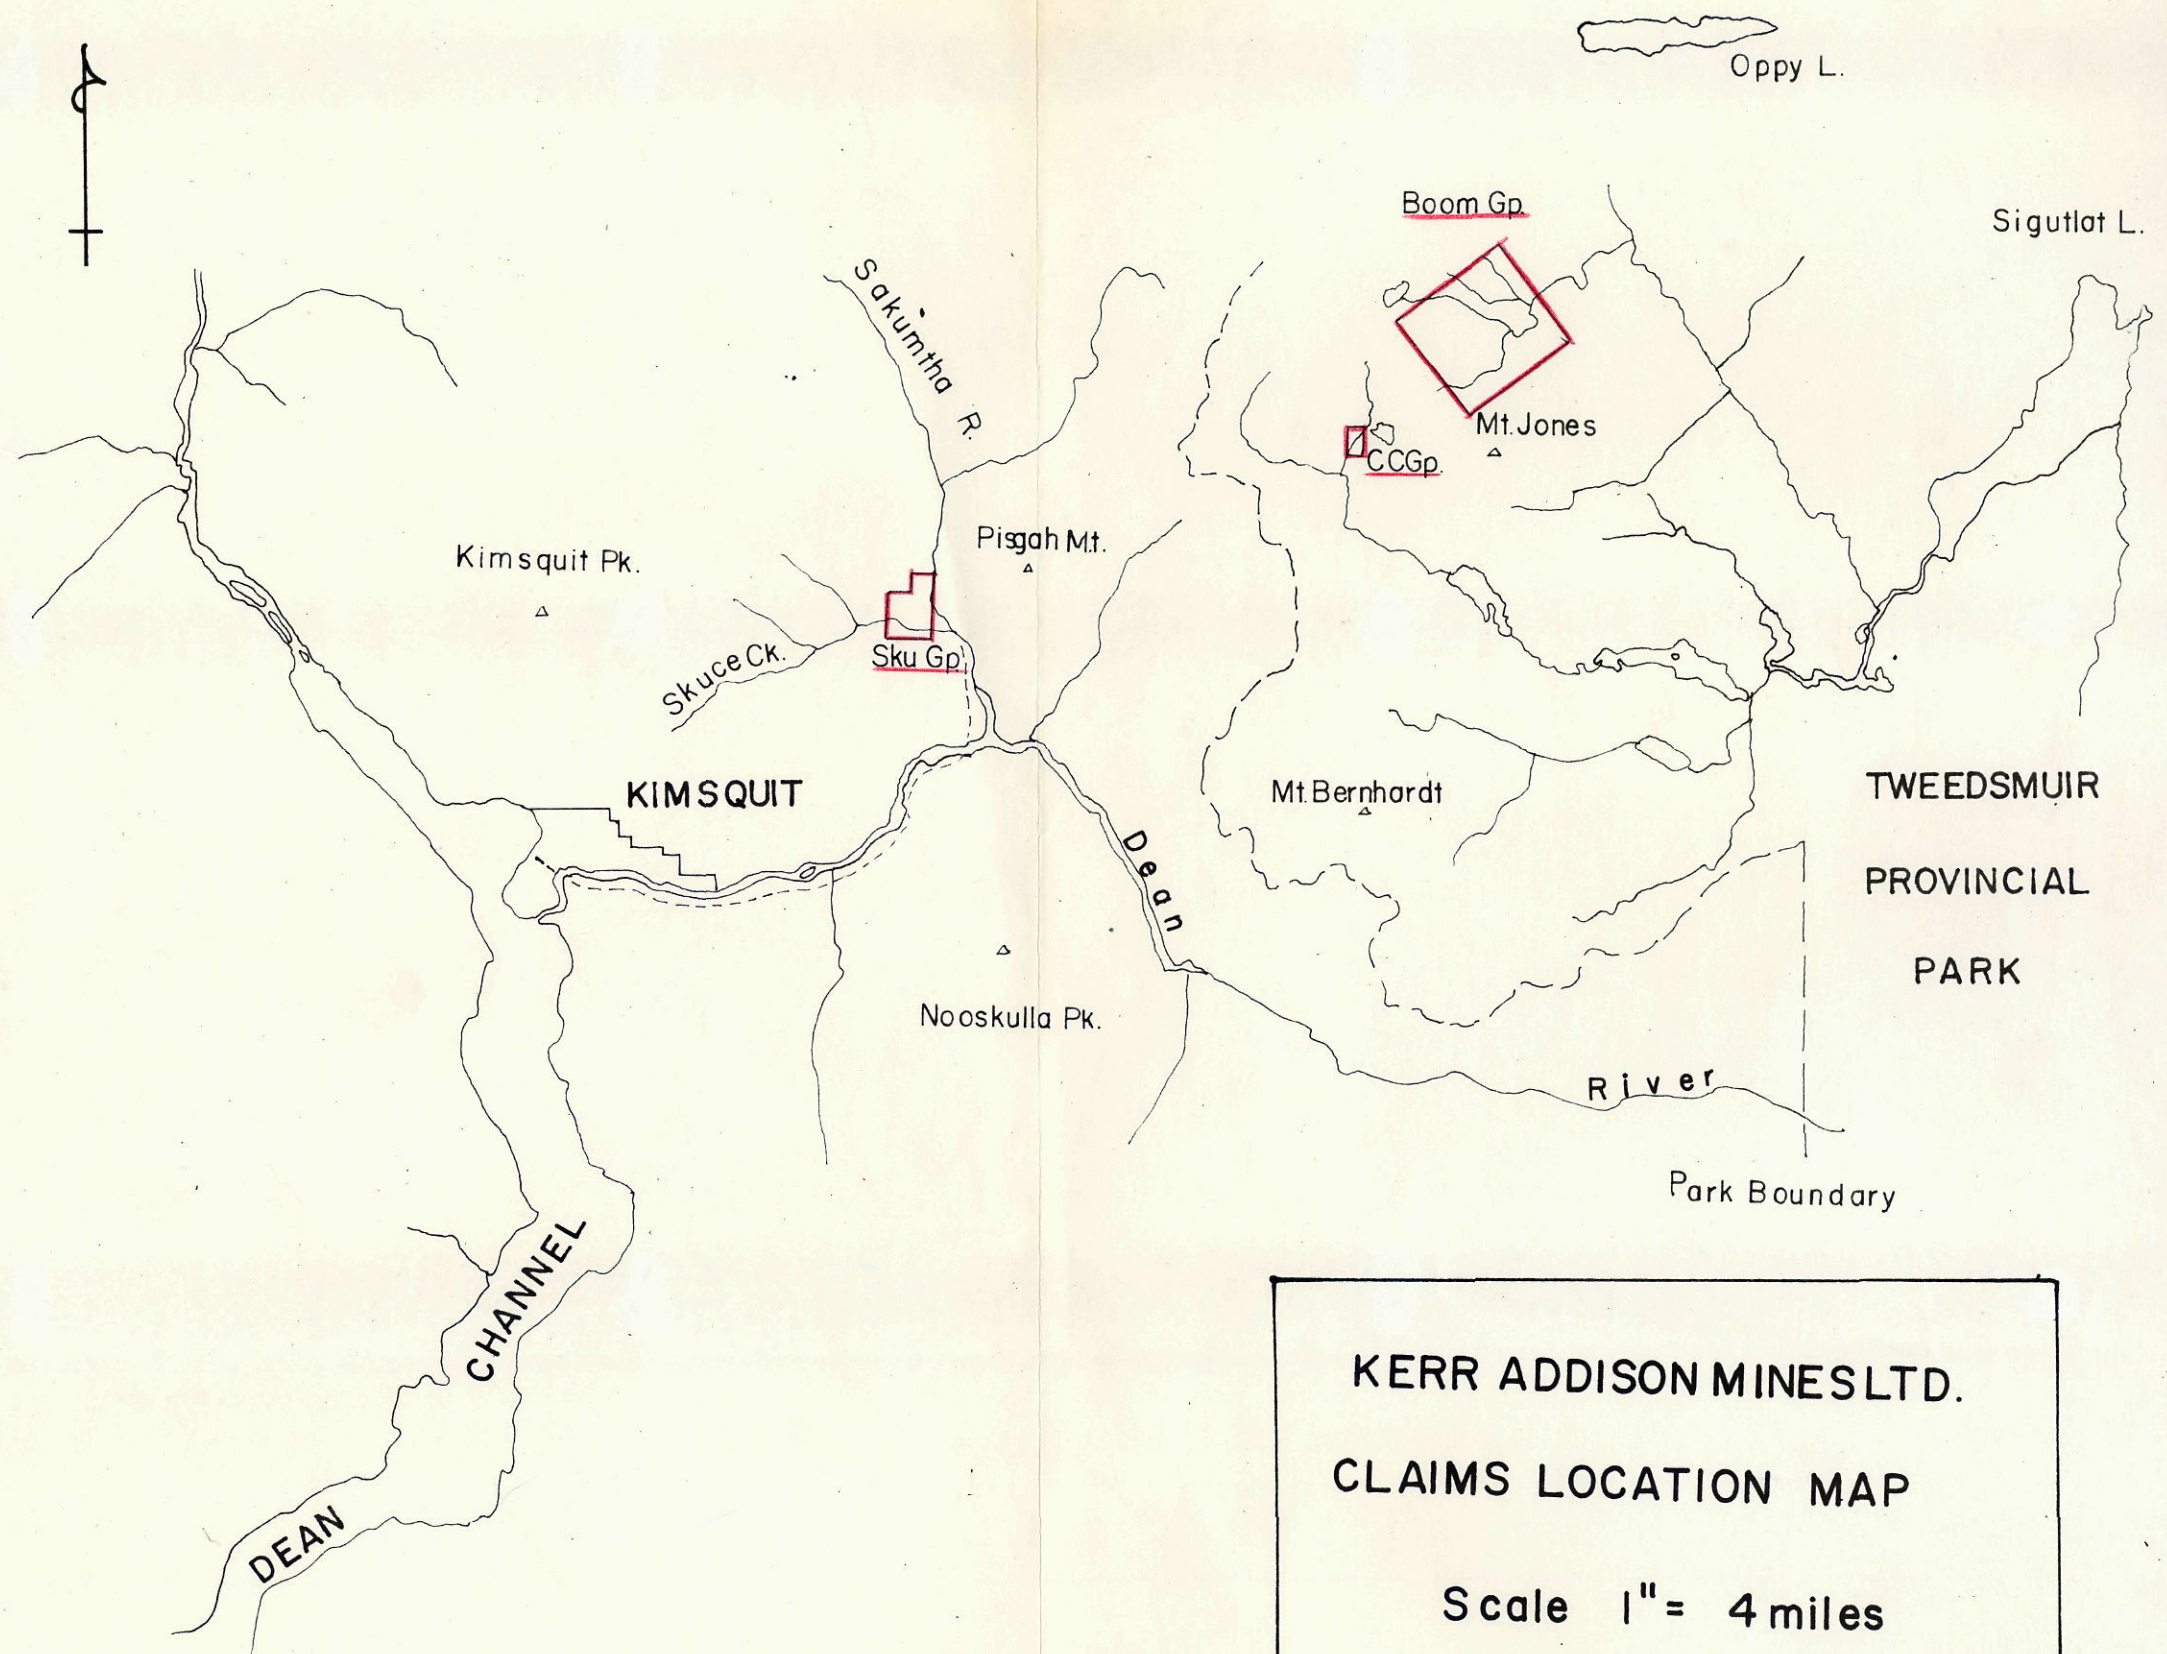 Oppy L.
Boom Gp.
Sigutlat L.
Sakumtha R.
Mt. Jones
CC Gp.
Pisgah Mt.
Kimsquit Pk.
Sku Gp
Skuce Ck.
KIMSQUIT
Mt. Bernhardt
TWEEDSMUIR
PROVINCIAL
PARK
Dean
Nooskulla Pk.
River
Park Boundary
CHANNEL
DEAN
KERR ADDISON MINES LTD.
CLAIMS LOCATION MAP
Scale 1" = 4 miles